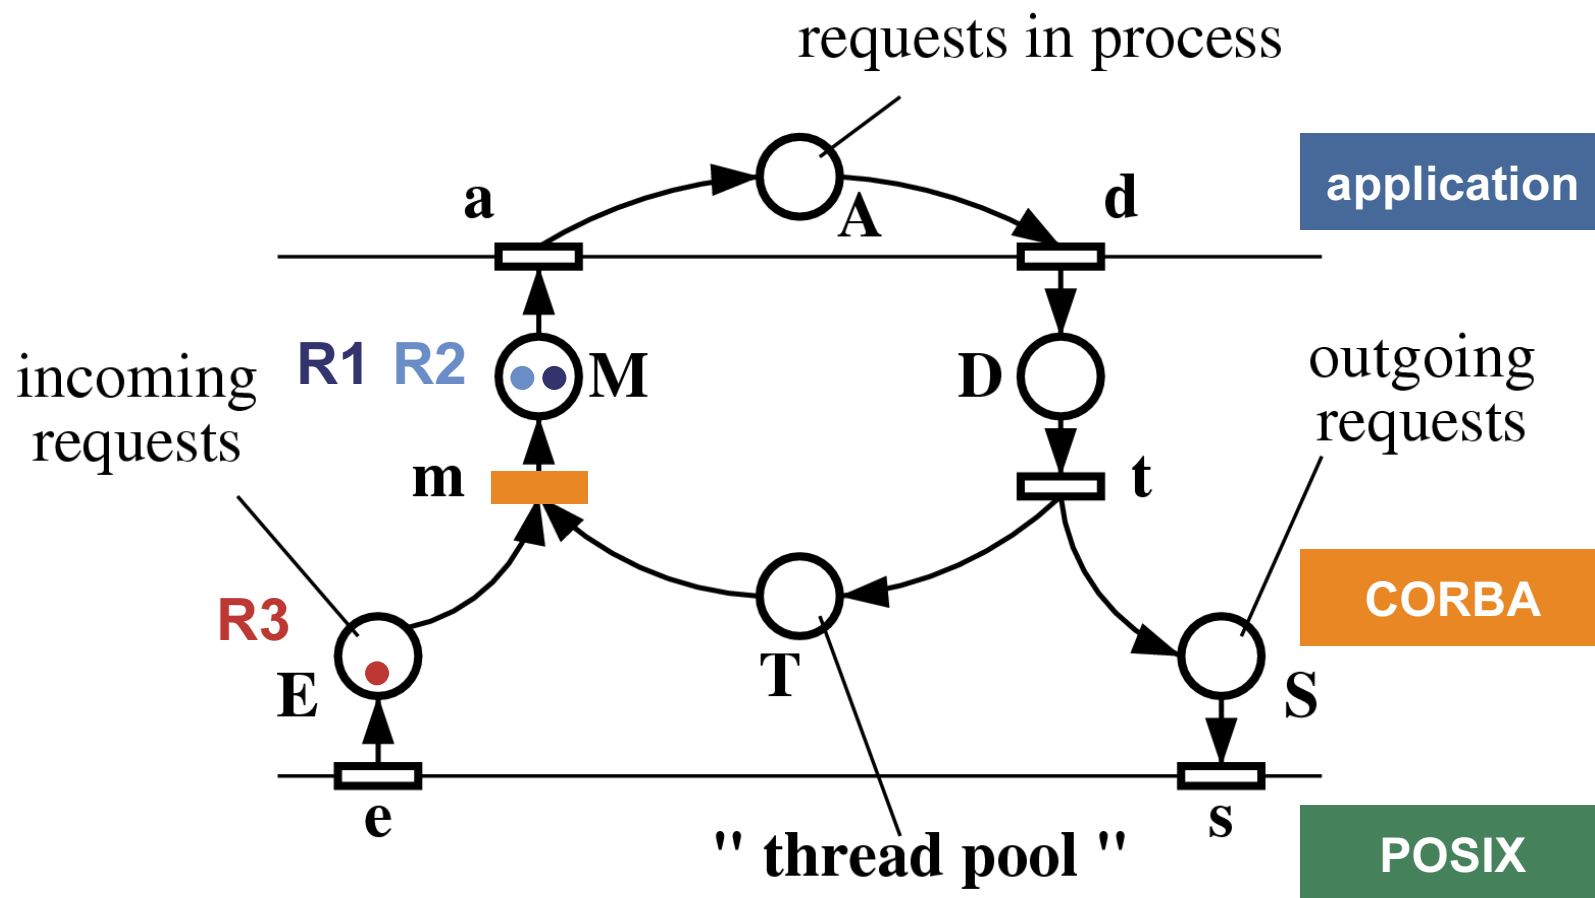 requests in process
application
a
A
d
incoming
requests
R1 R2
M
D
outgoing
requests
m
t
R3
E
T
S
CORBA
e
" thread pool "
s
POSIX